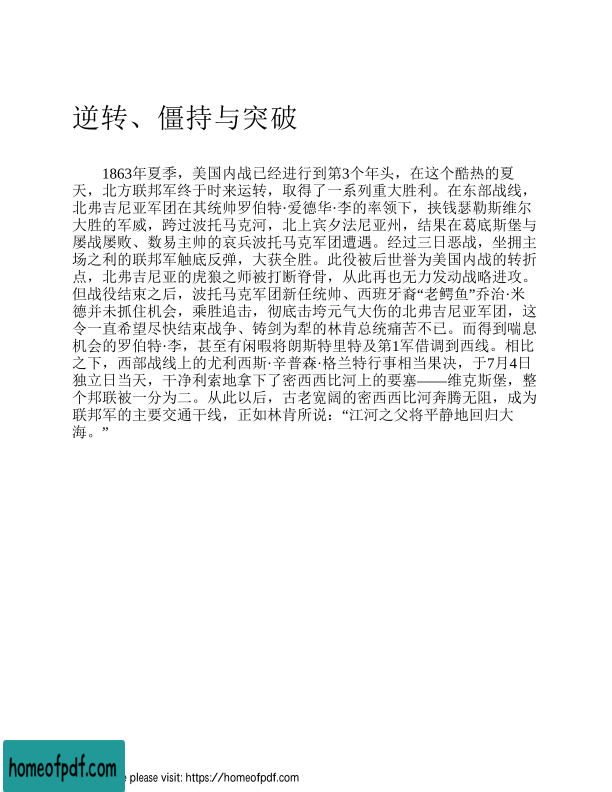 逆转、僵持与突破
1863年夏季，美国内战已经进行到第3个年头，在这个酷热的夏
天，北方联邦军终于时来运转，取得了一系列重大胜利。在东部战线，
北弗吉尼亚军团在其统帅罗伯特·爱德华·李的率领下，挟钱瑟勒斯维尔
大胜的军威，跨过波托马克河，北上宾夕法尼亚州，结果在葛底斯堡与
屡战屡败、数易主帅的哀兵波托马克军团遭遇。经过三日恶战，坐拥主
场之利的联邦军触底反弹，大获全胜。此役被后世誉为美国内战的转折
点，北弗吉尼亚的虎狼之师被打断脊骨，从此再也无力发动战略进攻。
但战役结束之后，波托马克军团新任统帅、西班牙裔“老鳄鱼”乔治·米
德并未抓住机会，乘胜追击，彻底击垮元气大伤的北弗吉尼亚军团，这
令一直希望尽快结束战争、铸剑为犁的林肯总统痛苦不已。而得到喘息
机会的罗伯特·李，甚至有闲暇将朗斯特里特及第1军借调到西线。相比
之下，西部战线上的尤利西斯·辛普森·格兰特行事相当果决，于7月4日
独立日当天，干净利索地拿下了密西西比河上的要塞——维克斯堡，整
个邦联被一分为二。从此以后，古老宽阔的密西西比河奔腾无阻，成为
联邦军的主要交通干线，正如林肯所说：“江河之父将平静地回归大
海。”
homeofpdf.com
e please visit: https://homeofpdf.com